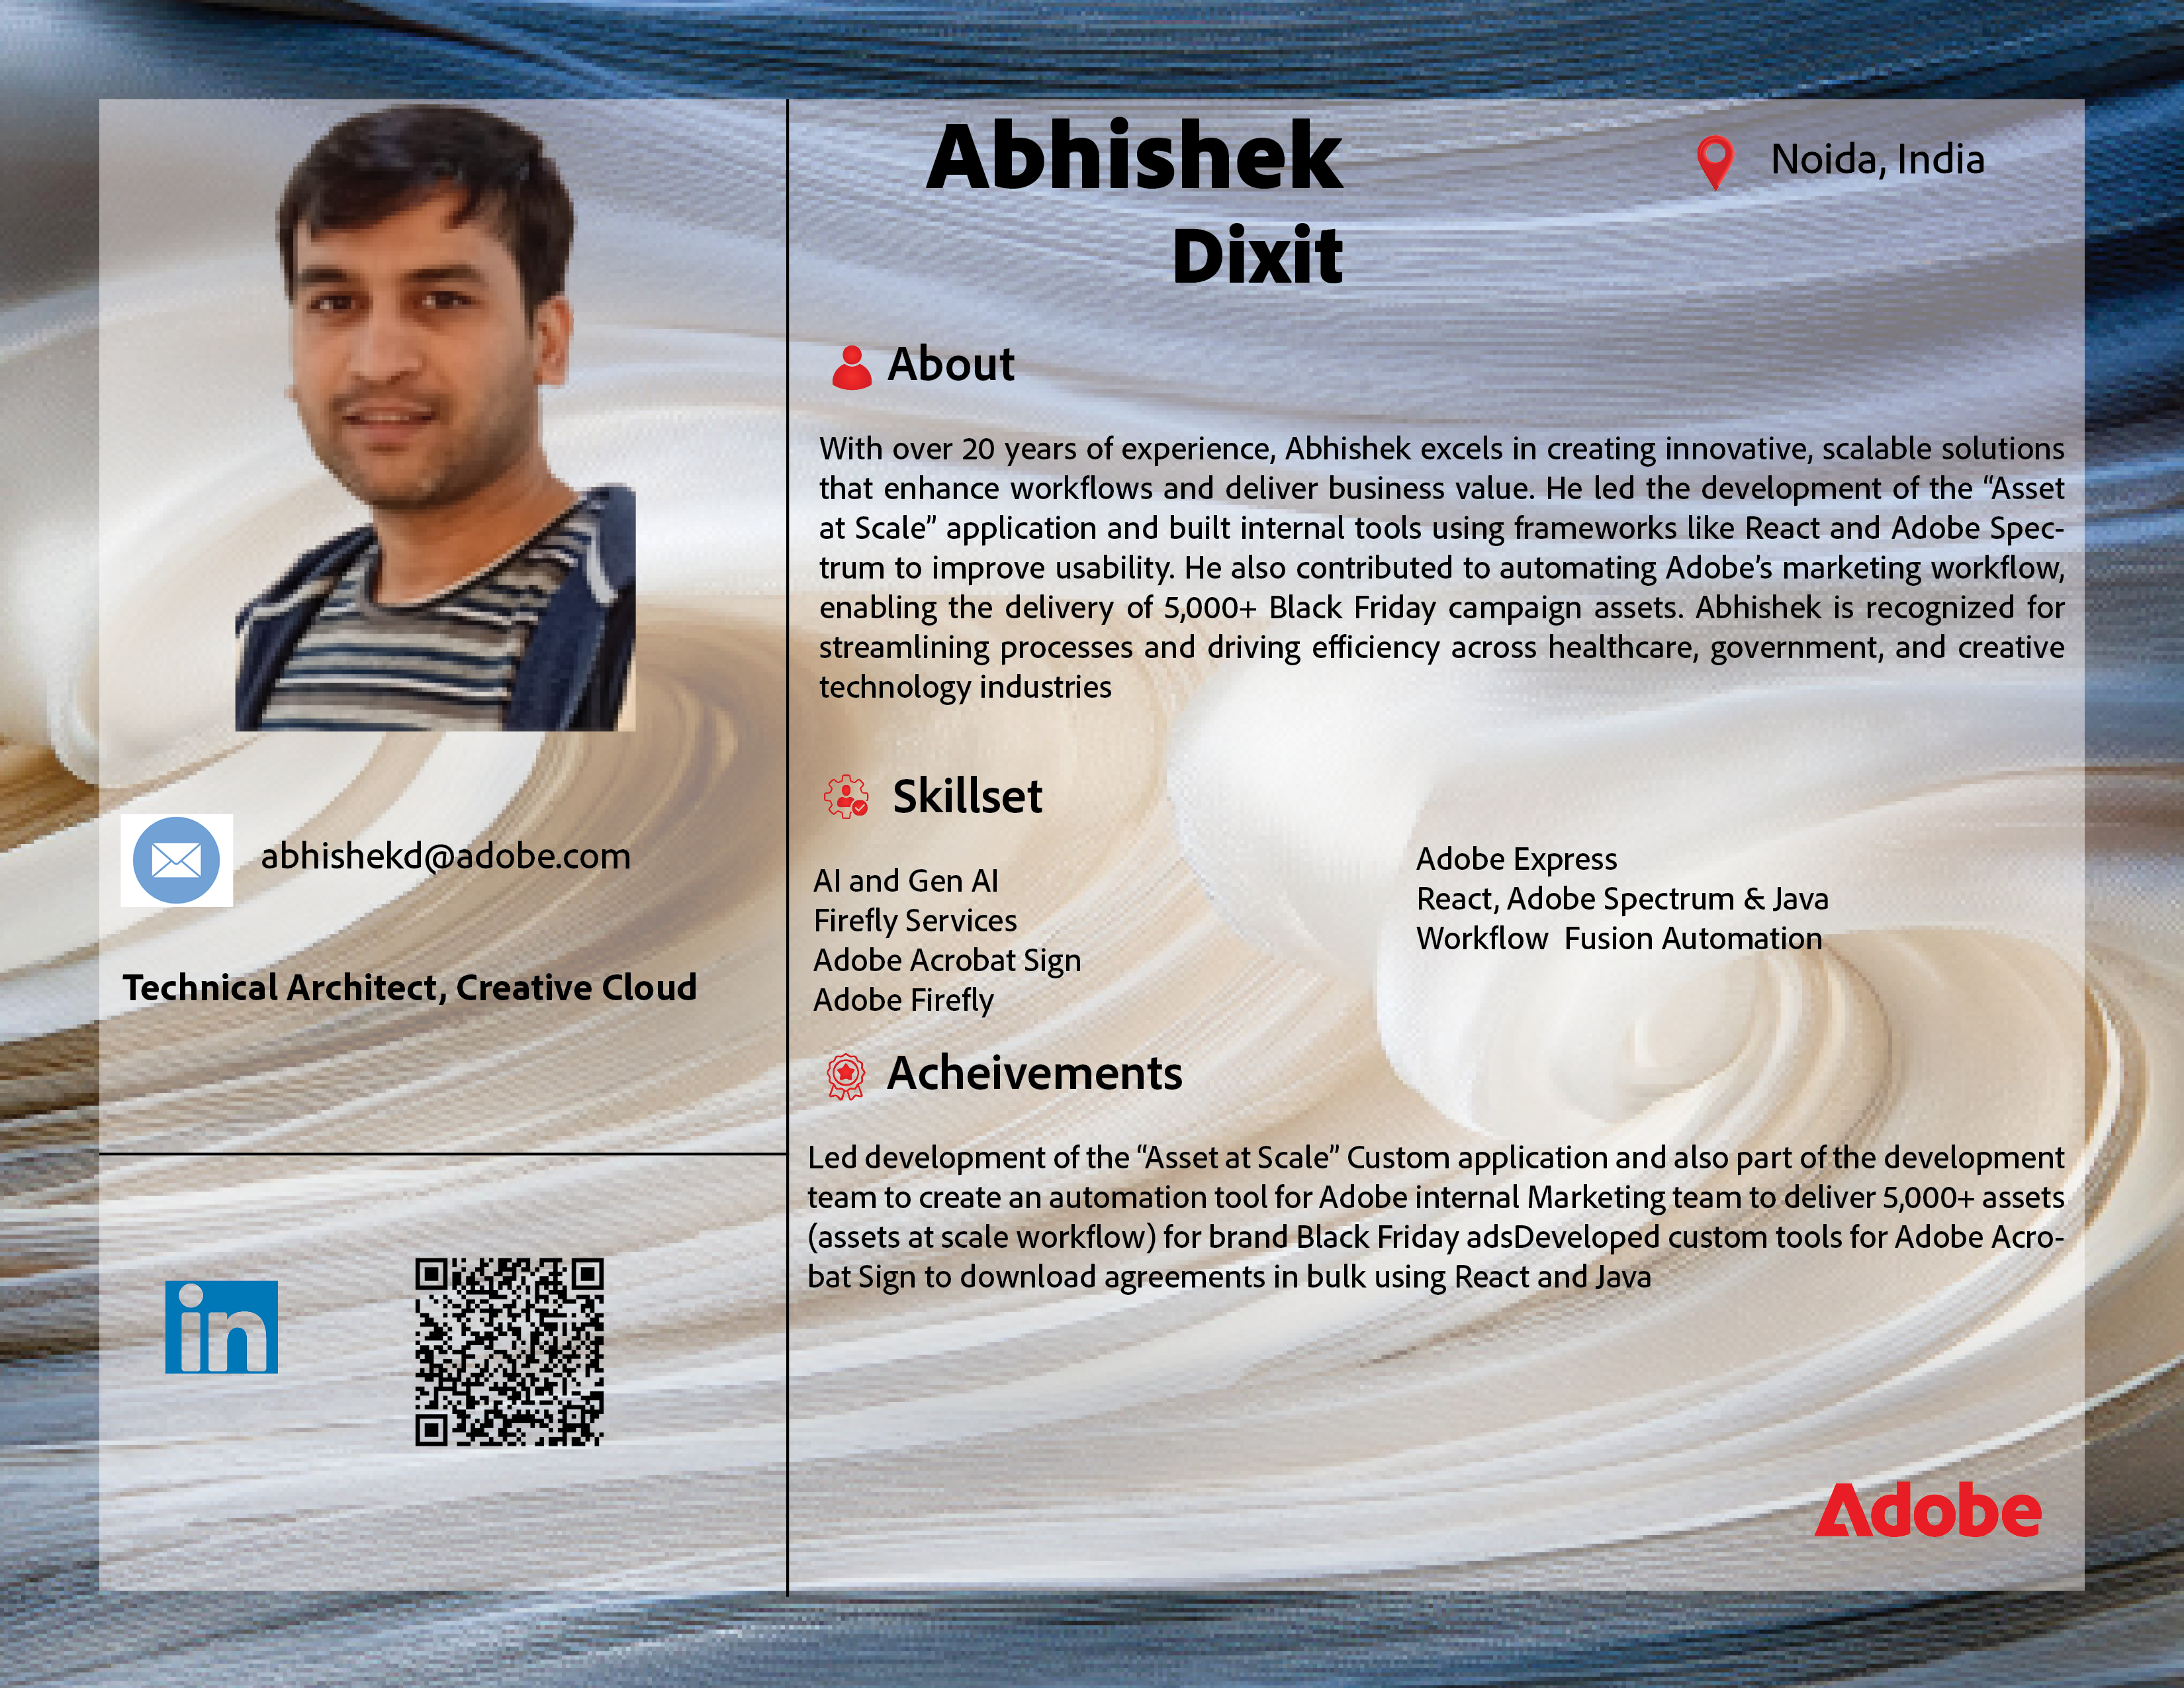 Abhishek
Dixit
Noida, India
About
With over 20 years of experience, Abhishek excels in creating innovative, scalable solutions
that enhance workflows and deliver business value. He led the development of the “Asset
at Scale” application and built internal tools using frameworks like React and Adobe Spec-
trum to improve usability. He also contributed to automating Adobe’s marketing workflow,
enabling the delivery of 5,000+ Black Friday campaign assets. Abhishek is recognized for
streamlining processes and driving efficiency across healthcare, government, and creative
technology industries
abhishekd@adobe.com
Technical Architect, Creative Cloud
Skillset
AI and Gen AI
Firefly Services
Adobe Acrobat Sign
Adobe Firefly
Adobe Express
React, Adobe Spectrum & Java
Workflow  Fusion Automation
Acheivements
Led development of the “Asset at Scale” Custom application and also part of the development
team to create an automation tool for Adobe internal Marketing team to deliver 5,000+ assets
(assets at scale workflow) for brand Black Friday adsDeveloped custom tools for Adobe Acro-
bat Sign to download agreements in bulk using React and Java
in
Adobe